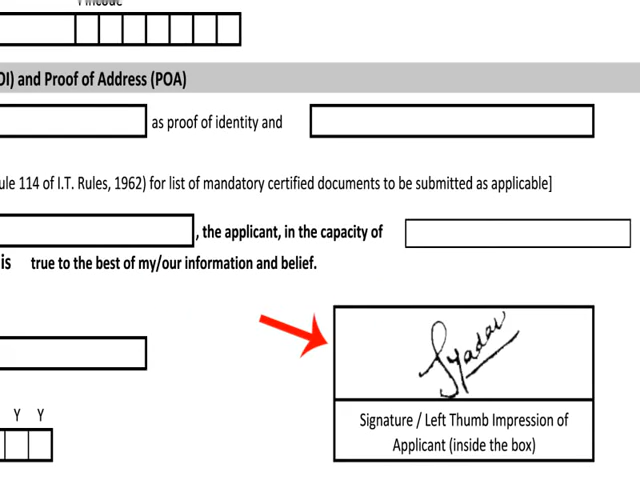 OI) and Proof of Address (POA)
as proof of identity and
ule 114 of I.T. Rules, 1962) for list of mandatory certified documents to be submitted as applicable]
, the applicant, in the capacity of
is true to the best of my/our information and belief.
Yadav
Y Y
Signature / Left Thumb Impression of
Applicant (inside the box)